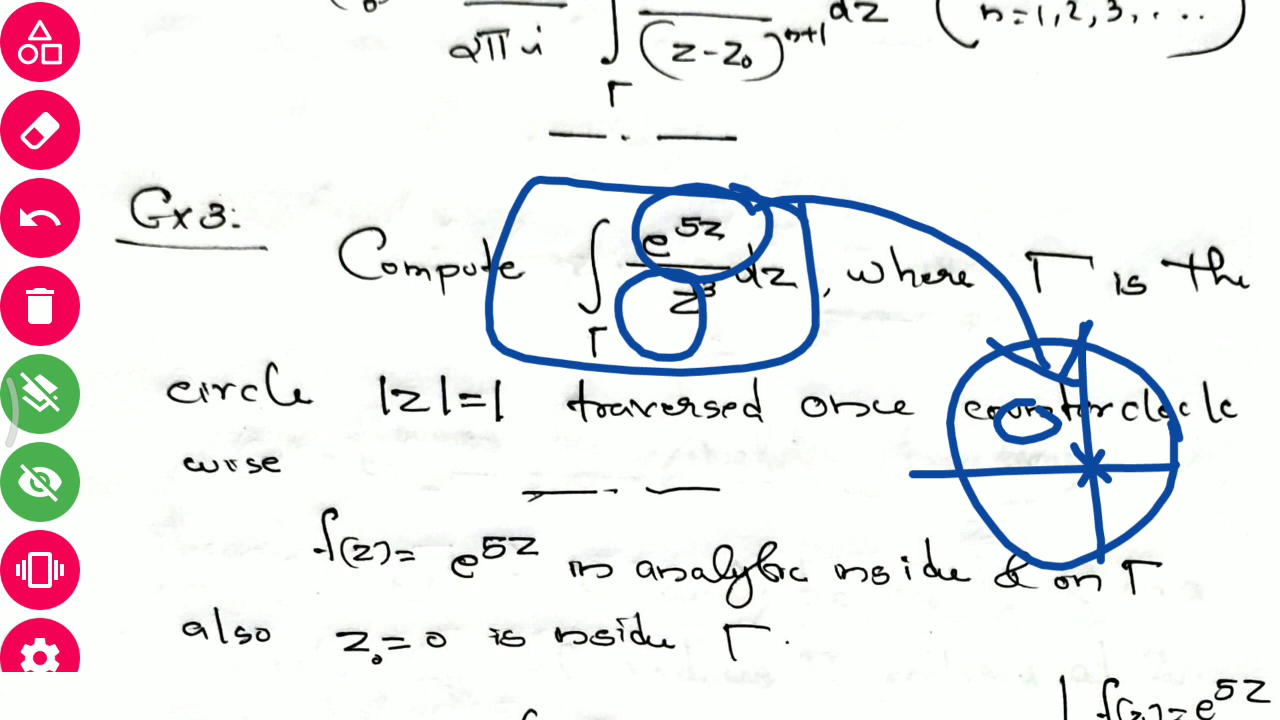 2πi ∫Γ (z-z₀)ⁿ⁺¹ dz (n=1,2,3,...)
Ex3:
Compute ∫Γ e^5z/z³ dz, where Γ is the
circle |z|=1 traversed once counterclock
wise
f(z)= e^5z is analytic inside & on Γ
also z₀=0 is inside Γ.
f(z)=e^5z